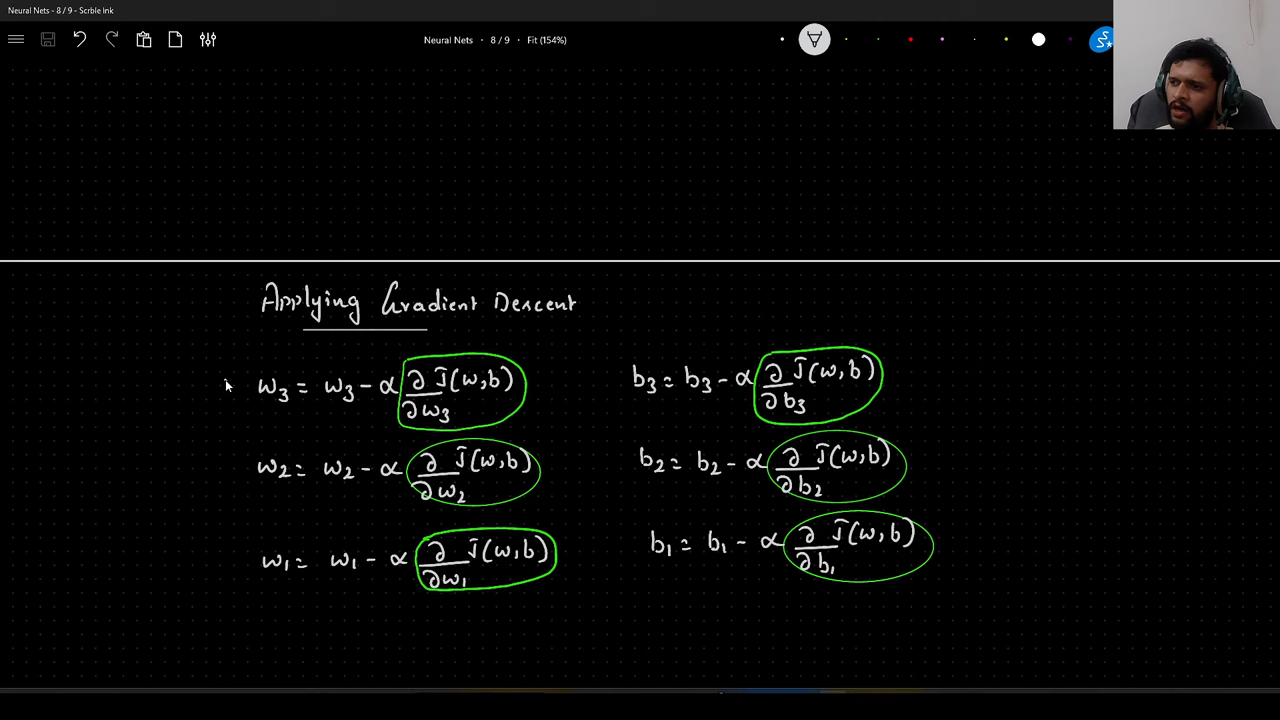 Neural Nets - 8 / 9 - Scrble Ink
Neural Nets • 8 / 9 • Fit (154%)
Applying Gradient Descent
w₃ = w₃ - α ∂/∂w₃ J(w,b)
b₃ = b₃ - α ∂/∂b₃ J(w,b)
w₂ = w₂ - α ∂/∂w₂ J(w,b)
b₂ = b₂ - α ∂/∂b₂ J(w,b)
w₁ = w₁ - α ∂/∂w₁ J(w,b)
b₁ = b₁ - α ∂/∂b₁ J(w,b)